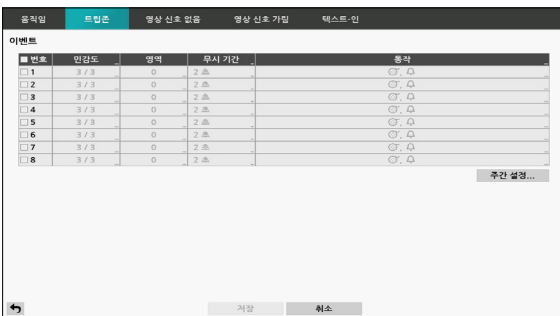 움직임 트립존 영상 신호 없음 영상 신호 가림 텍스트-인
이벤트
번호 민감도 영역 무시 기간 동작
1 3 / 3 0 2 초
2 3 / 3 0 2 초
3 3 / 3 0 2 초
4 3 / 3 0 2 초
5 3 / 3 0 2 초
6 3 / 3 0 2 초
7 3 / 3 0 2 초
8 3 / 3 0 2 초
주간 설정...
저장 취소